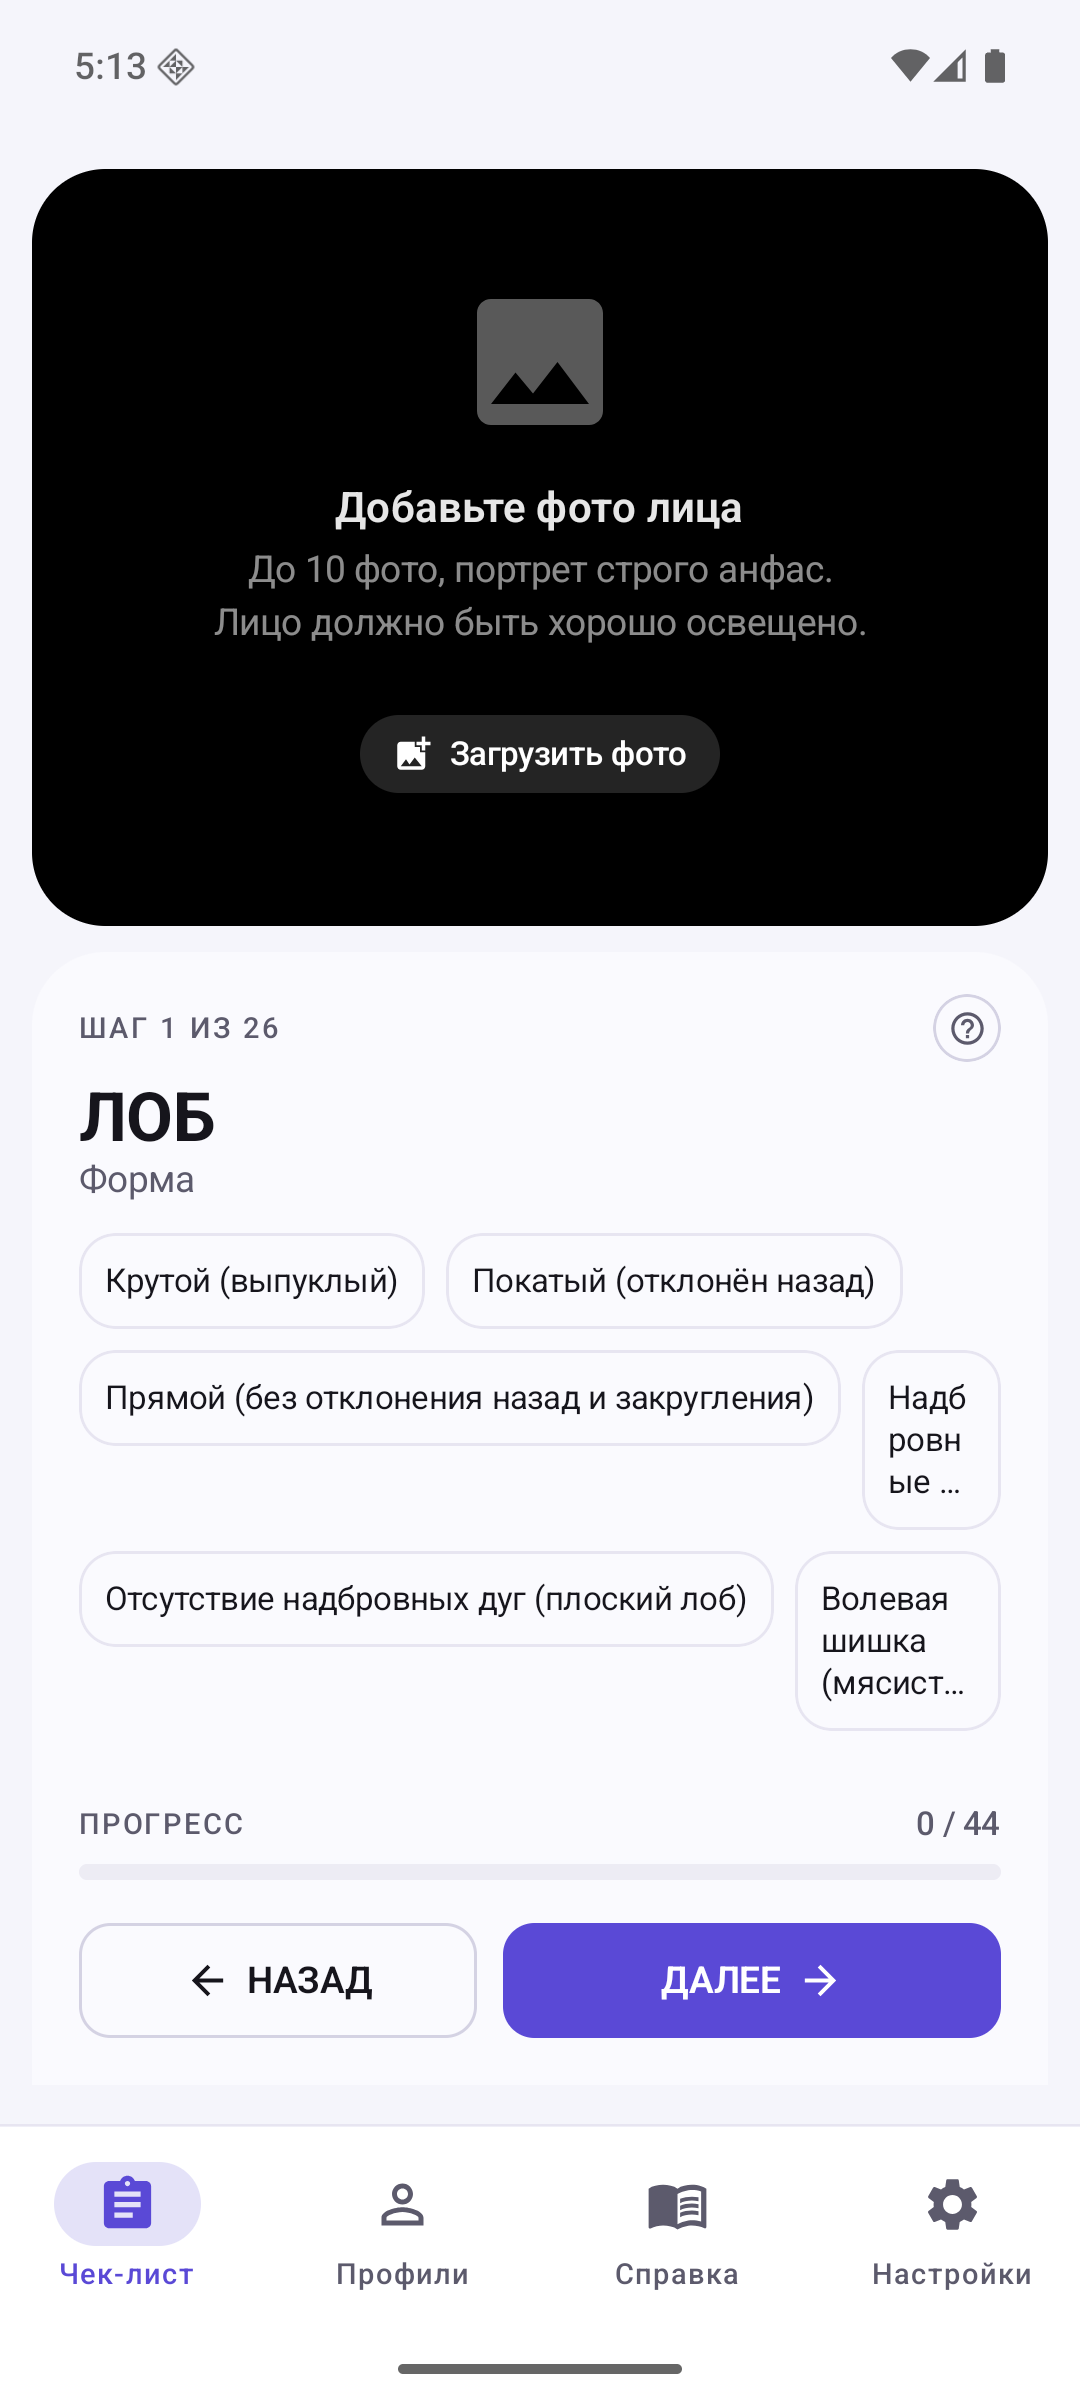 5:13
Добавьте фото лица
До 10 фото, портрет строго анфас.
Лицо должно быть хорошо освещено.
Загрузить фото
ШАГ 1 ИЗ 26
ЛОБ
Форма
Крутой (выпуклый)
Покатый (отклонён назад)
Прямой (без отклонения назад и закругления)
Надб
ровн
ые ...
Отсутствие надбровных дуг (плоский лоб)
Волевая
шишка
(мясист...
ПРОГРЕСС
0 / 44
НАЗАД
ДАЛЕЕ
Чек-лист
Профили
Справка
Настройки